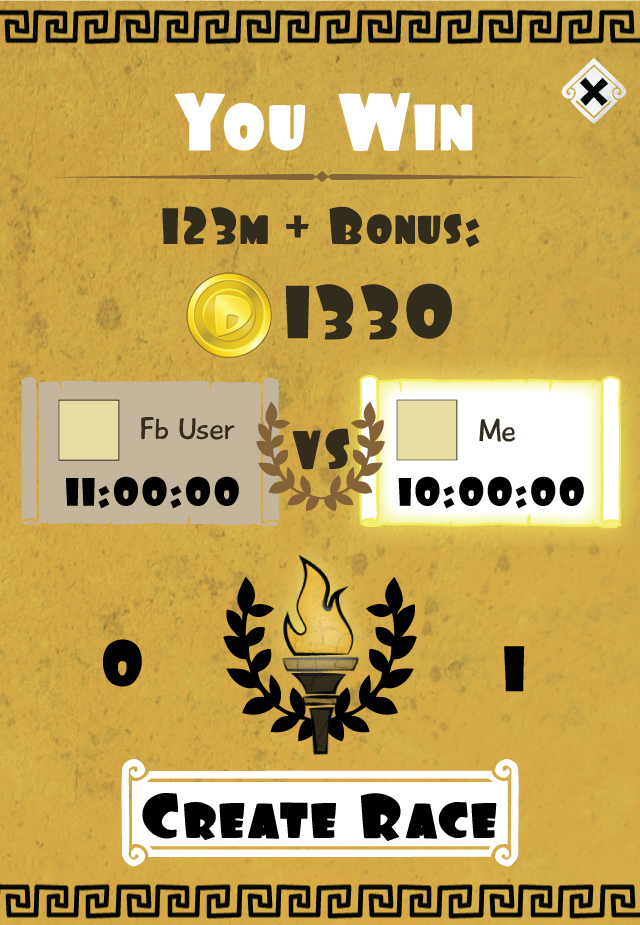 You Win
123m + Bonus:
1330
Fb User
VS
Me
11:00:00
10:00:00
0
1
Create Race